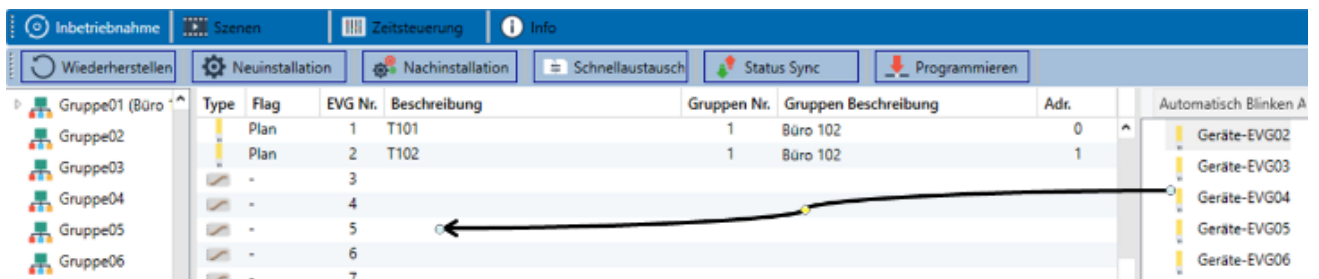 Inbetriebnahme Szenen Zeitsteuerung Info
Wiederherstellen Neuinstallation Nachinstallation Schnellaustausch Status Sync Programmieren
Gruppe01 (Büro Type Flag EVG Nr. Beschreibung Gruppen Nr. Gruppen Beschreibung Adr. Automatisch Blinken A
Plan 1 T101 1 Büro 102 0 Geräte-EVG02
Gruppe02
Plan 2 T102 1 Büro 102 1 Geräte-EVG03
Gruppe03
- 3
Gruppe04 - 4 Geräte-EVG04
Gruppe05 - 5 Geräte-EVG05
Gruppe06 - 6 Geräte-EVG06
- 7